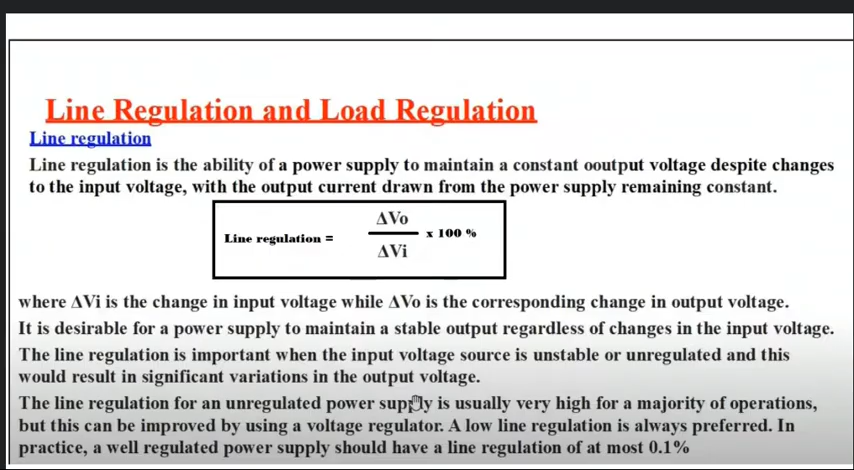 Line Regulation and Load Regulation
Line regulation
Line regulation is the ability of a power supply to maintain a constant ooutput voltage despite changes
to the input voltage, with the output current drawn from the power supply remaining constant.
ΔVo
Line regulation = x 100 %
ΔVi
where ΔVi is the change in input voltage while ΔVo is the corresponding change in output voltage.
It is desirable for a power supply to maintain a stable output regardless of changes in the input voltage.
The line regulation is important when the input voltage source is unstable or unregulated and this
would result in significant variations in the output voltage.
The line regulation for an unregulated power supply is usually very high for a majority of operations,
but this can be improved by using a voltage regulator. A low line regulation is always preferred. In
practice, a well regulated power supply should have a line regulation of at most 0.1%